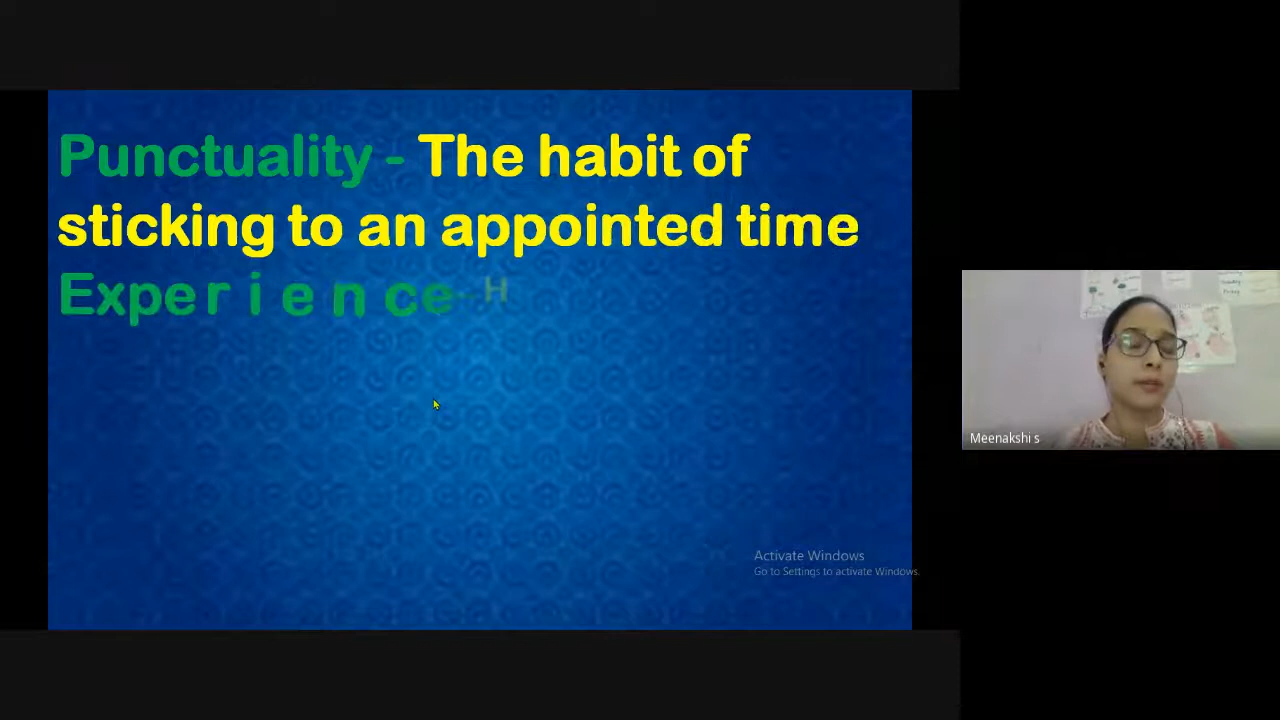 Punctuality - The habit of
sticking to an appointed time
Experience-- H
Activate Windows
Go to Settings to activate Windows.
Meenakshi s